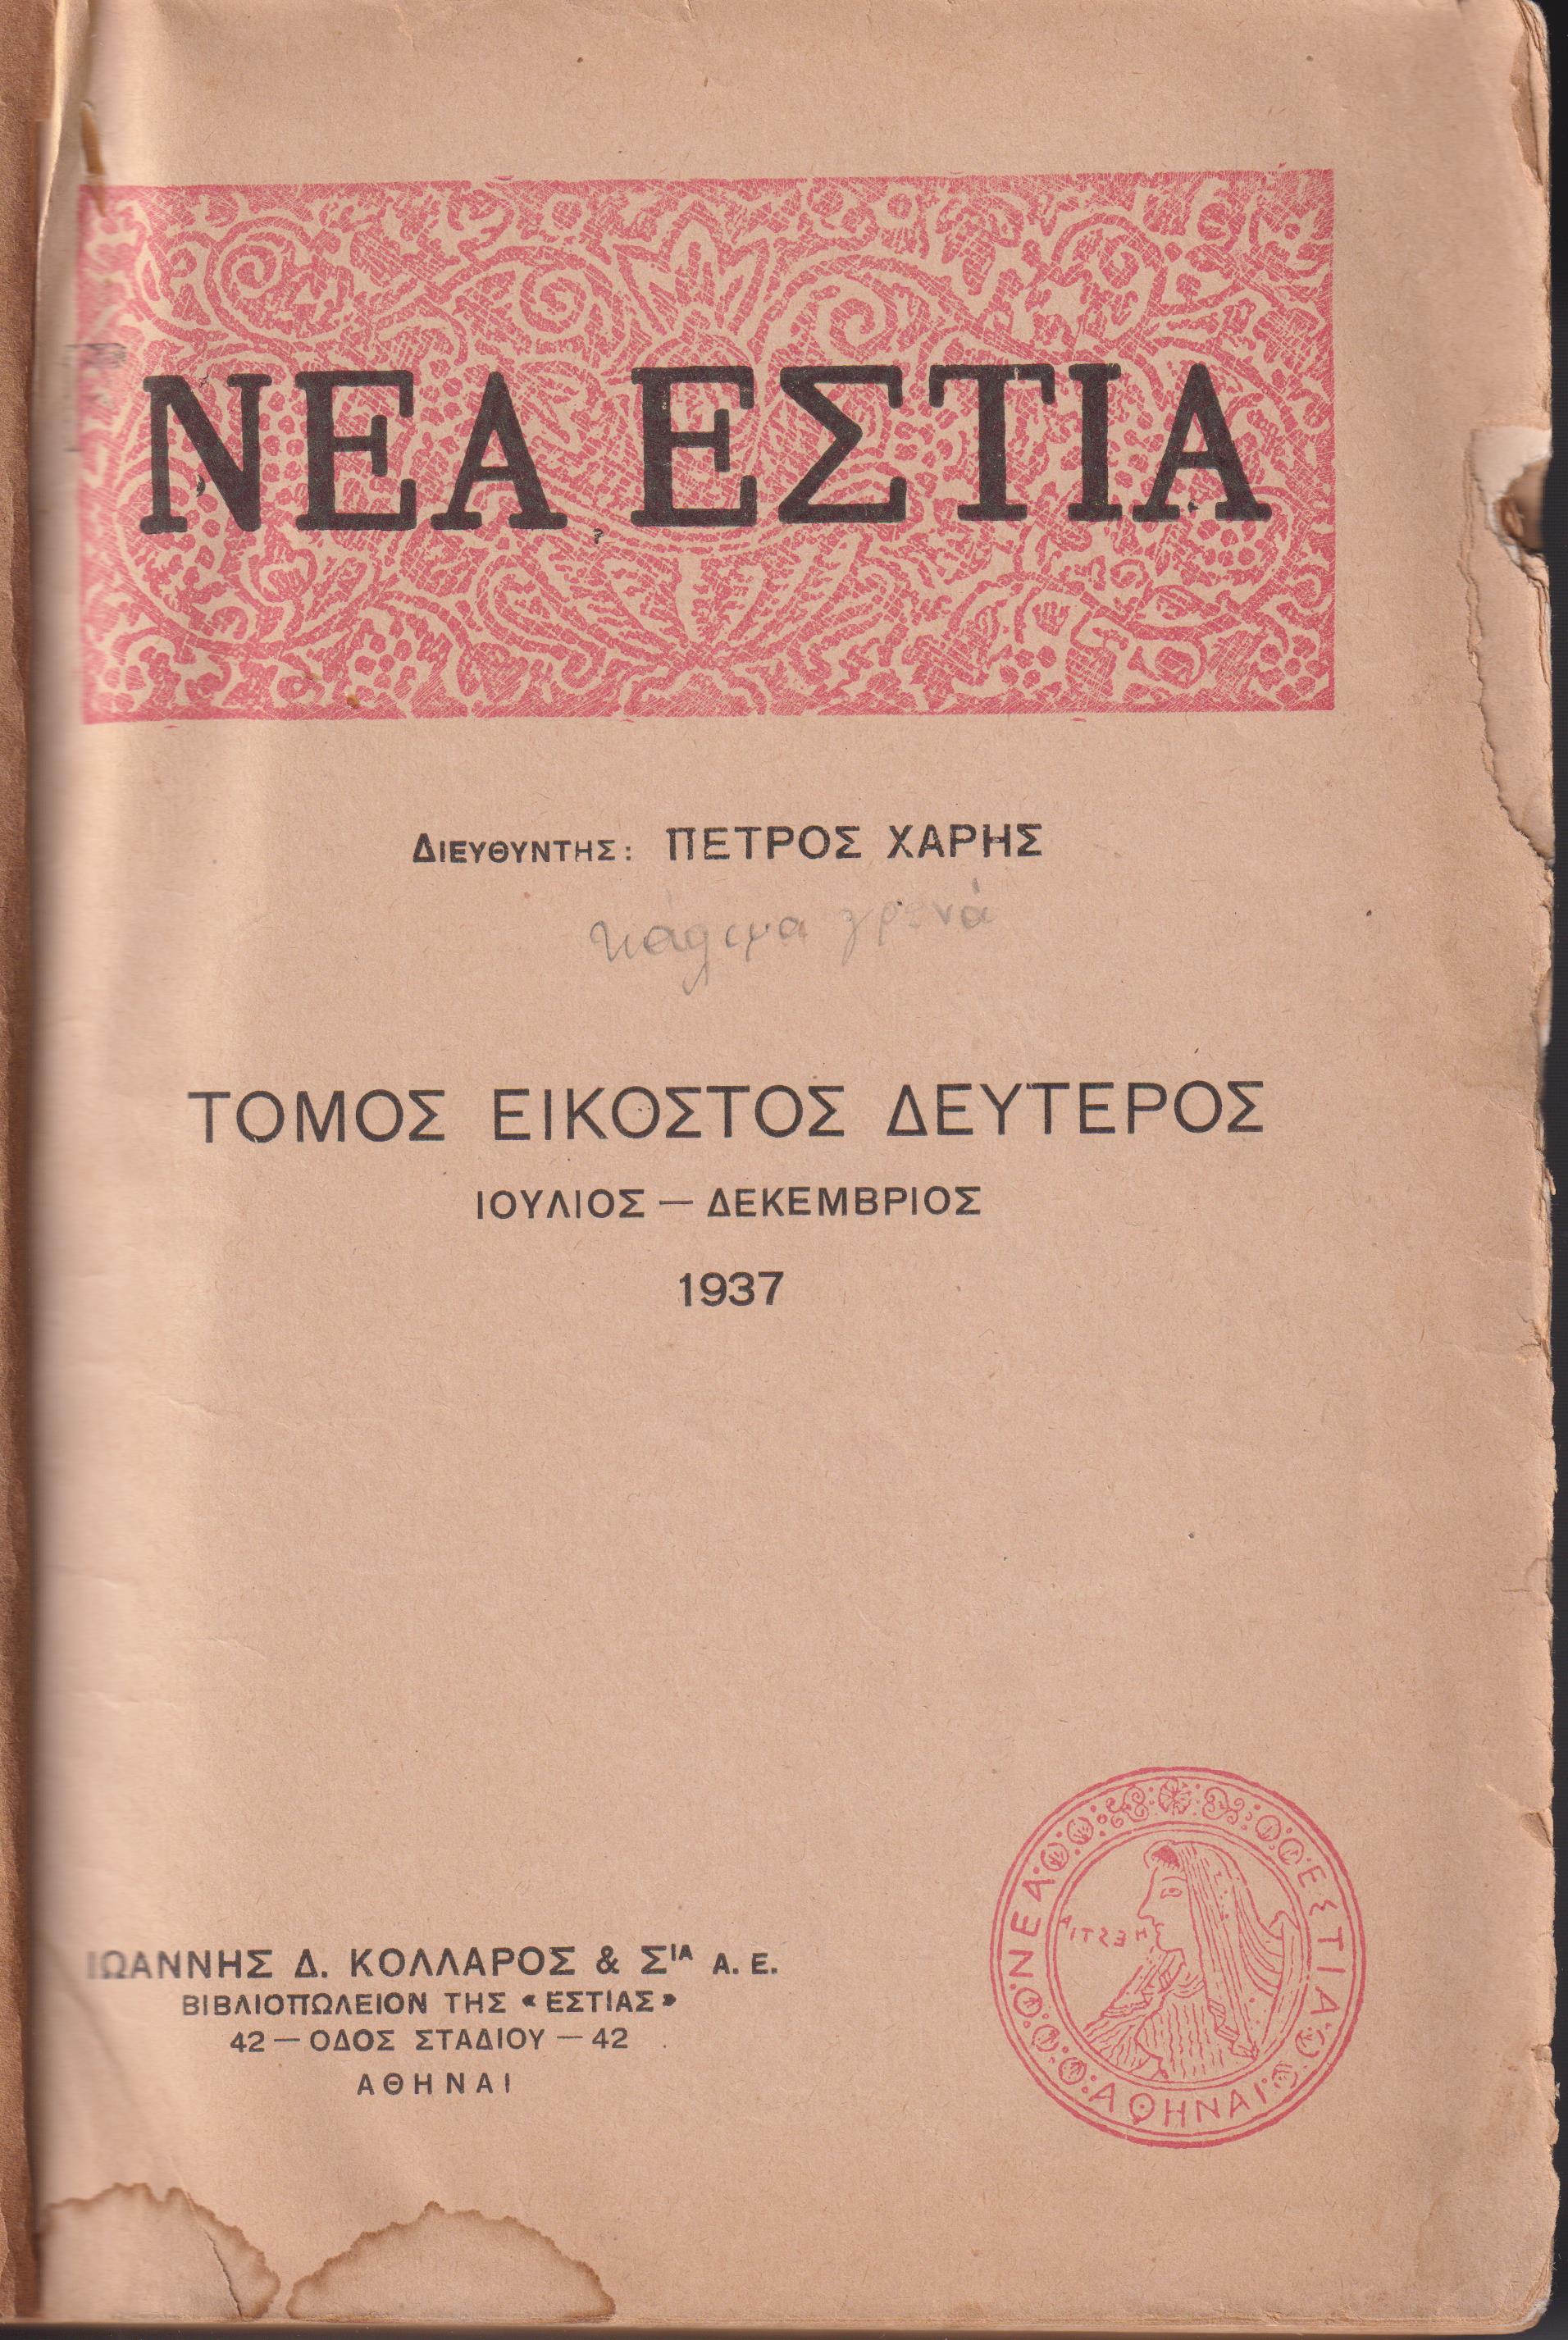 ΝΕΑ ΕΣΤΙΑ
ΔΙΕΥΘΥΝΤΗΣ: ΠΕΤΡΟΣ ΧΑΡΗΣ
ΤΟΜΟΣ ΕΙΚΟΣΤΟΣ ΔΕΥΤΕΡΟΣ
ΙΟΥΛΙΟΣ — ΔΕΚΕΜΒΡΙΟΣ
1937
ΙΩΑΝΝΗΣ Δ. ΚΟΛΛΑΡΟΣ & ΣΙΑ Α. Ε.
ΒΙΒΛΙΟΠΩΛΕΙΟΝ ΤΗΣ «ΕΣΤΙΑΣ»
42 — ΟΔΟΣ ΣΤΑΔΙΟΥ — 42
ΑΘΗΝΑΙ
ΝΕΑ ΕΣΤΙΑ
ΑΘΗΝΑΙ